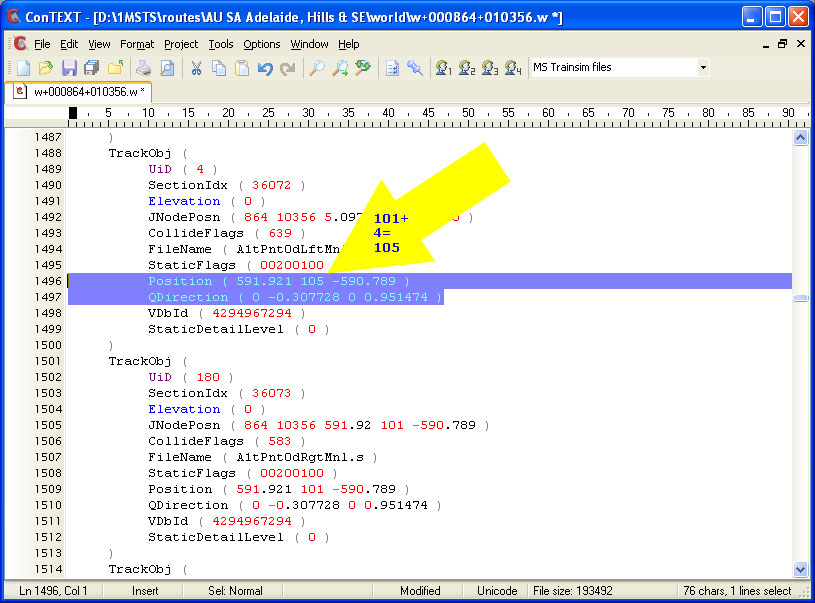 ConTEXT - [D:\1MSTS\routes\AU SA Adelaide, Hills & SE\world\w+000864+010356.w *]
File Edit View Format Project Tools Options Window Help
1 2 3 4 MS Trainsim files
w+000864+010356.w *
5 10 15 20 25 30 35 40 45 50 55 60 65 70 75 80 85 90
1487 )
1488 TrackObj (
1489 UiD ( 4 )
1490 SectionIdx ( 36072 )
1491 Elevation ( 0 )
1492 JNodePosn ( 864 10356 5.097 )
101+
1493 CollideFlags ( 639 )
4=
1494 FileName ( A1tPnt0dLftMnl
105
1495 StaticFlags ( 00200100
1496 Position ( 591.921 105 -590.789 )
1497 QDirection ( 0 -0.307728 0 0.951474 )
1498 VDbId ( 4294967294 )
1499 StaticDetailLevel ( 0 )
1500 )
1501 TrackObj (
1502 UiD ( 180 )
1503 SectionIdx ( 36073 )
1504 Elevation ( 0 )
1505 JNodePosn ( 864 10356 591.92 101 -590.789 )
1506 CollideFlags ( 583 )
1507 FileName ( A1tPnt0dRgtMnl.s )
1508 StaticFlags ( 00200100 )
1509 Position ( 591.921 101 -590.789 )
1510 QDirection ( 0 -0.307728 0 0.951474 )
1511 VDbId ( 4294967294 )
1512 StaticDetailLevel ( 0 )
1513 )
1514 TrackObj (
Ln 1496, Col 1 Insert Sel: Normal Modified Unicode File size: 193492 76 chars, 1 lines select